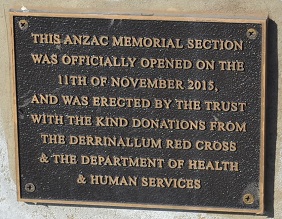 THIS ANZAC MEMORIAL SECTION
WAS OFFICIALLY OPENED ON THE
11TH OF NOVEMBER 2015,
AND WAS ERECTED BY THE TRUST
WITH THE KIND DONATIONS FROM
THE DERRINALLUM RED CROSS
& THE DEPARTMENT OF HEALTH
& HUMAN SERVICES